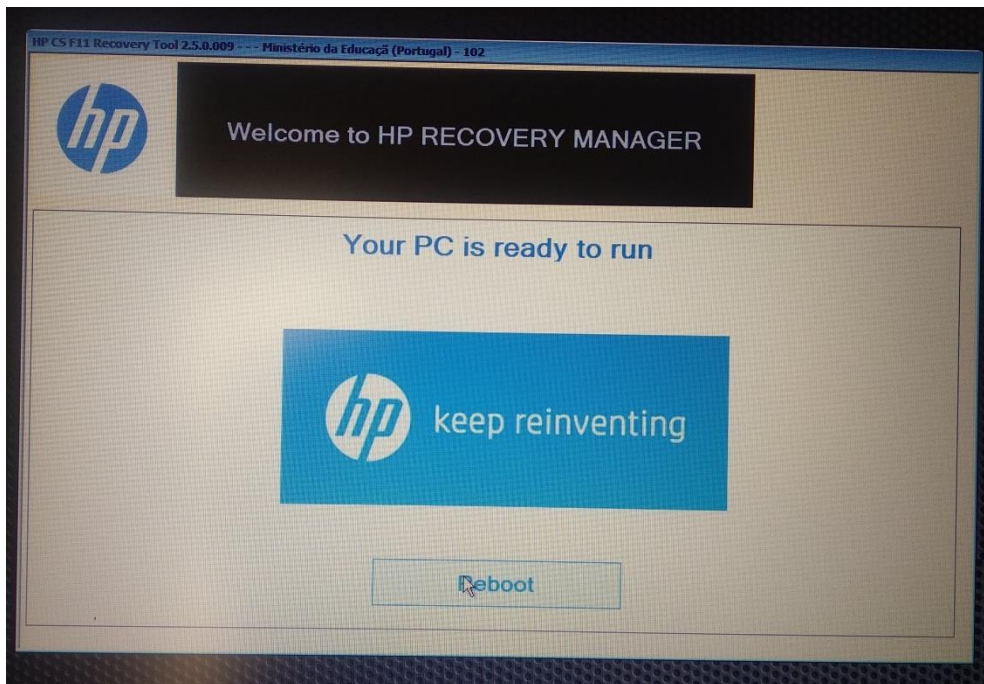 HP CS F11 Recovery Tool 2.5.0.009 - - - Ministério da Educaçã (Portugal) - 102
hp
Welcome to HP RECOVERY MANAGER
Your PC is ready to run
hp
keep reinventing
Reboot